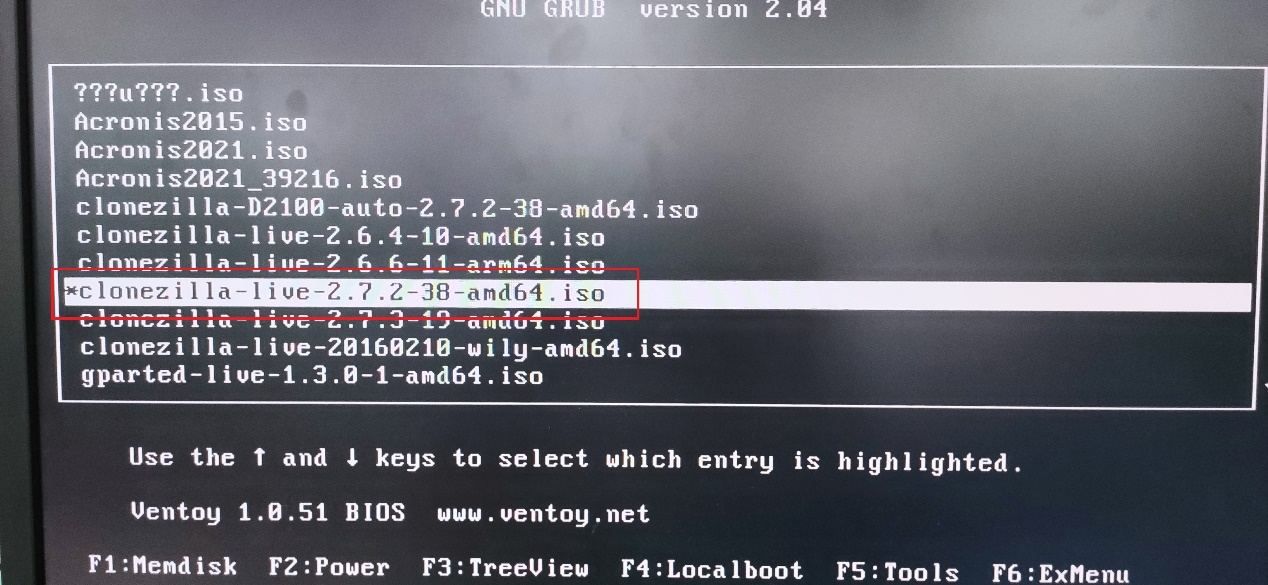 GNU GRUB version 2.04
???u???.iso
Acronis2015.iso
Acronis2021.iso
Acronis2021_39216.iso
clonezilla-D2100-auto-2.7.2-38-amd64.iso
clonezilla-live-2.6.4-10-amd64.iso
clonezilla-live-2.6.6-11-arm64.iso
*clonezilla-live-2.7.2-38-amd64.iso
clonezilla-live-2.7.3-19-amd64.iso
clonezilla-live-20160210-wily-amd64.iso
gparted-live-1.3.0-1-amd64.iso
Use the ↑ and ↓ keys to select which entry is highlighted.
Ventoy 1.0.51 BIOS www.ventoy.net
F1:Memdisk F2:Power F3:TreeView F4:Localboot F5:Tools F6:ExMenu